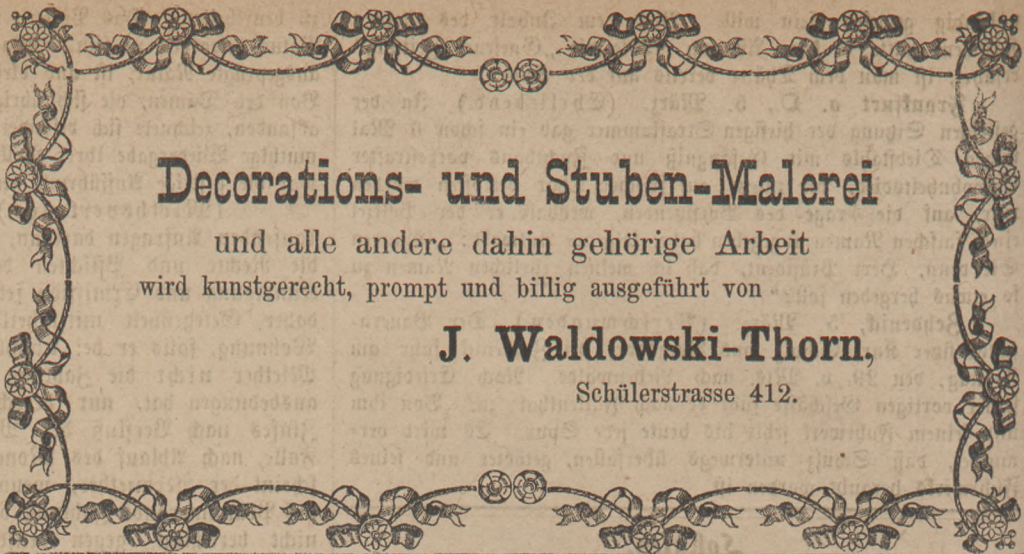 Decorations- und Stuben-Malerei
und alle andere dahin gehörige Arbeit
wird kunstgerecht, prompt und billig ausgeführt von
J. Waldowski-Thorn.
Schülerstrasse 412.